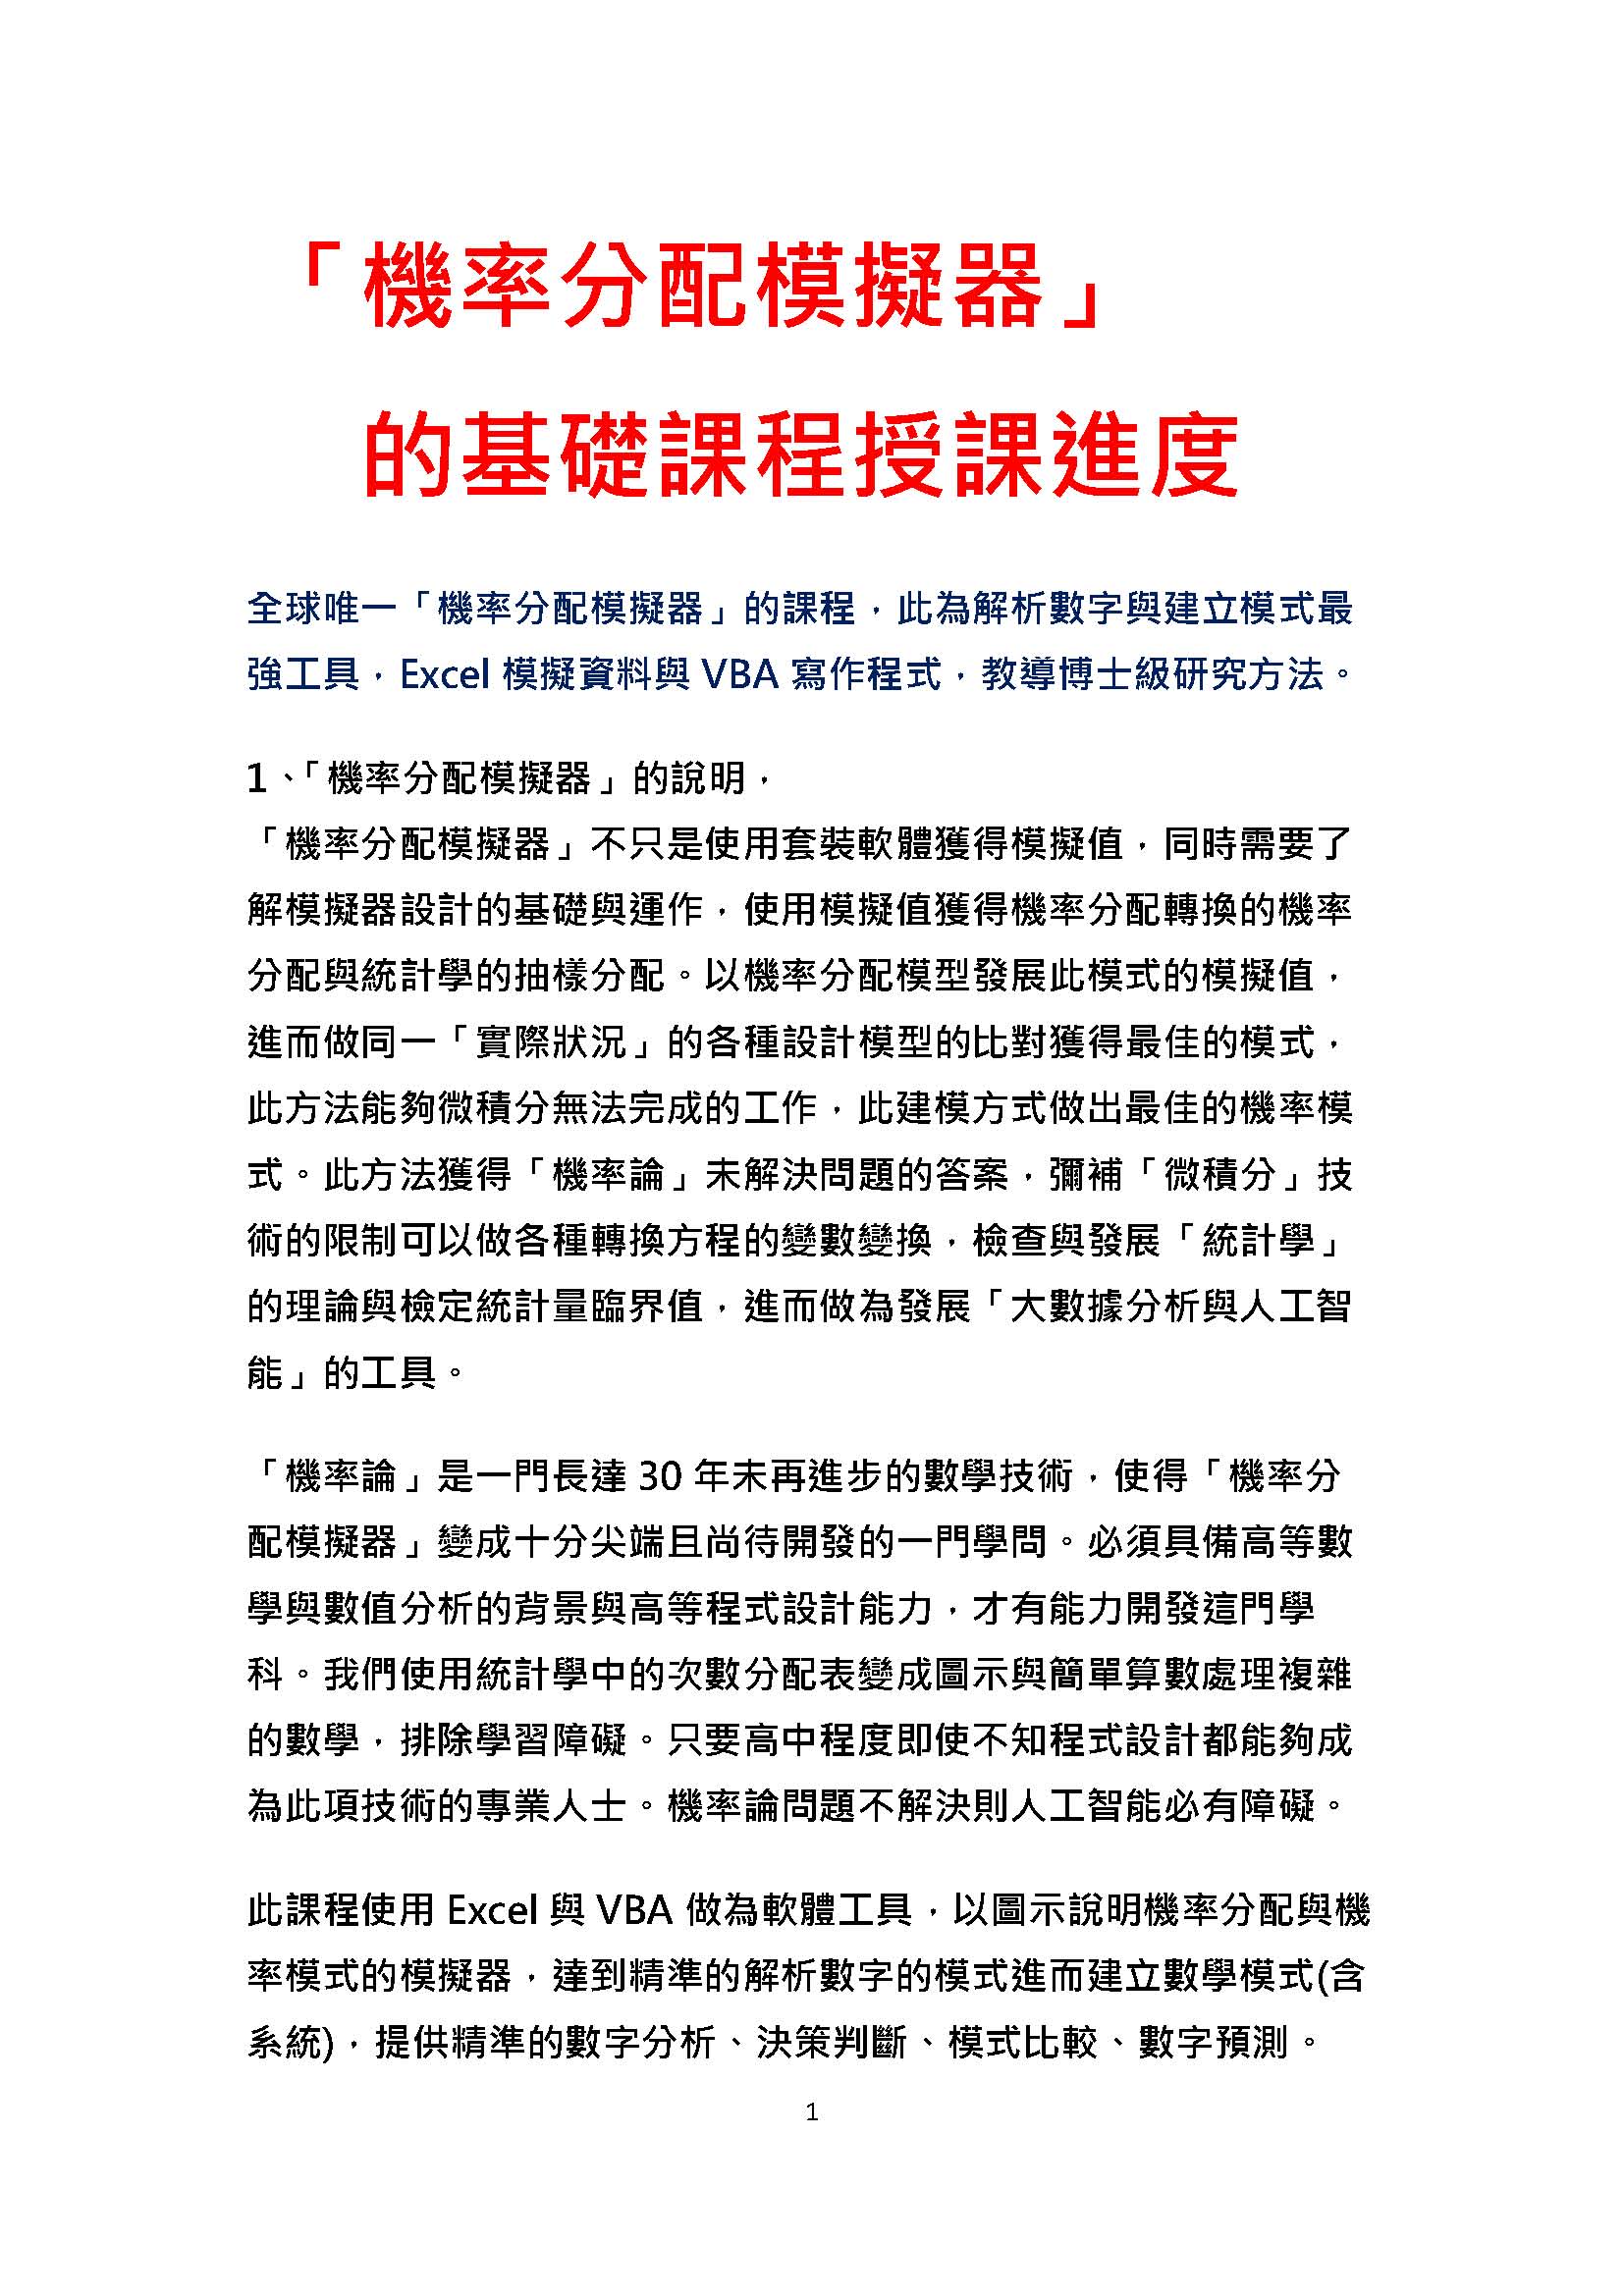 「機率分配模擬器」
的基礎課程授課進度
全球唯一「機率分配模擬器」的課程，此為解析數字與建立模式最
強工具，Excel 模擬資料與 VBA 寫作程式，教導博士級研究方法。
1、「機率分配模擬器」的說明，
「機率分配模擬器」不只是使用套裝軟體獲得模擬值，同時需要了
解模擬器設計的基礎與運作，使用模擬值獲得機率分配轉換的機率
分配與統計學的抽樣分配。以機率分配模型發展此模式的模擬值，
進而做同一「實際狀況」的各種設計模型的比對獲得最佳的模式，
此方法能夠微積分無法完成的工作，此建模方式做出最佳的機率模
式。此方法獲得「機率論」未解決問題的答案，彌補「微積分」技
術的限制可以做各種轉換方程的變數變換，檢查與發展「統計學」
的理論與檢定統計量臨界值，進而做為發展「大數據分析與人工智
能」的工具。
「機率論」是一門長達 30 年未再進步的數學技術，使得「機率分
配模擬器」變成十分尖端且尚待開發的一門學問。必須具備高等數
學與數值分析的背景與高等程式設計能力，才有能力開發這門學
科。我們使用統計學中的次數分配表變成圖示與簡單算數處理複雜
的數學，排除學習障礙。只要高中程度即使不知程式設計都能夠成
為此項技術的專業人士。機率論問題不解決則人工智能必有障礙。
此課程使用 Excel 與 VBA 做為軟體工具，以圖示說明機率分配與機
率模式的模擬器，達到精準的解析數字的模式進而建立數學模式(含
系統)，提供精準的數字分析、決策判斷、模式比較、數字預測。
1